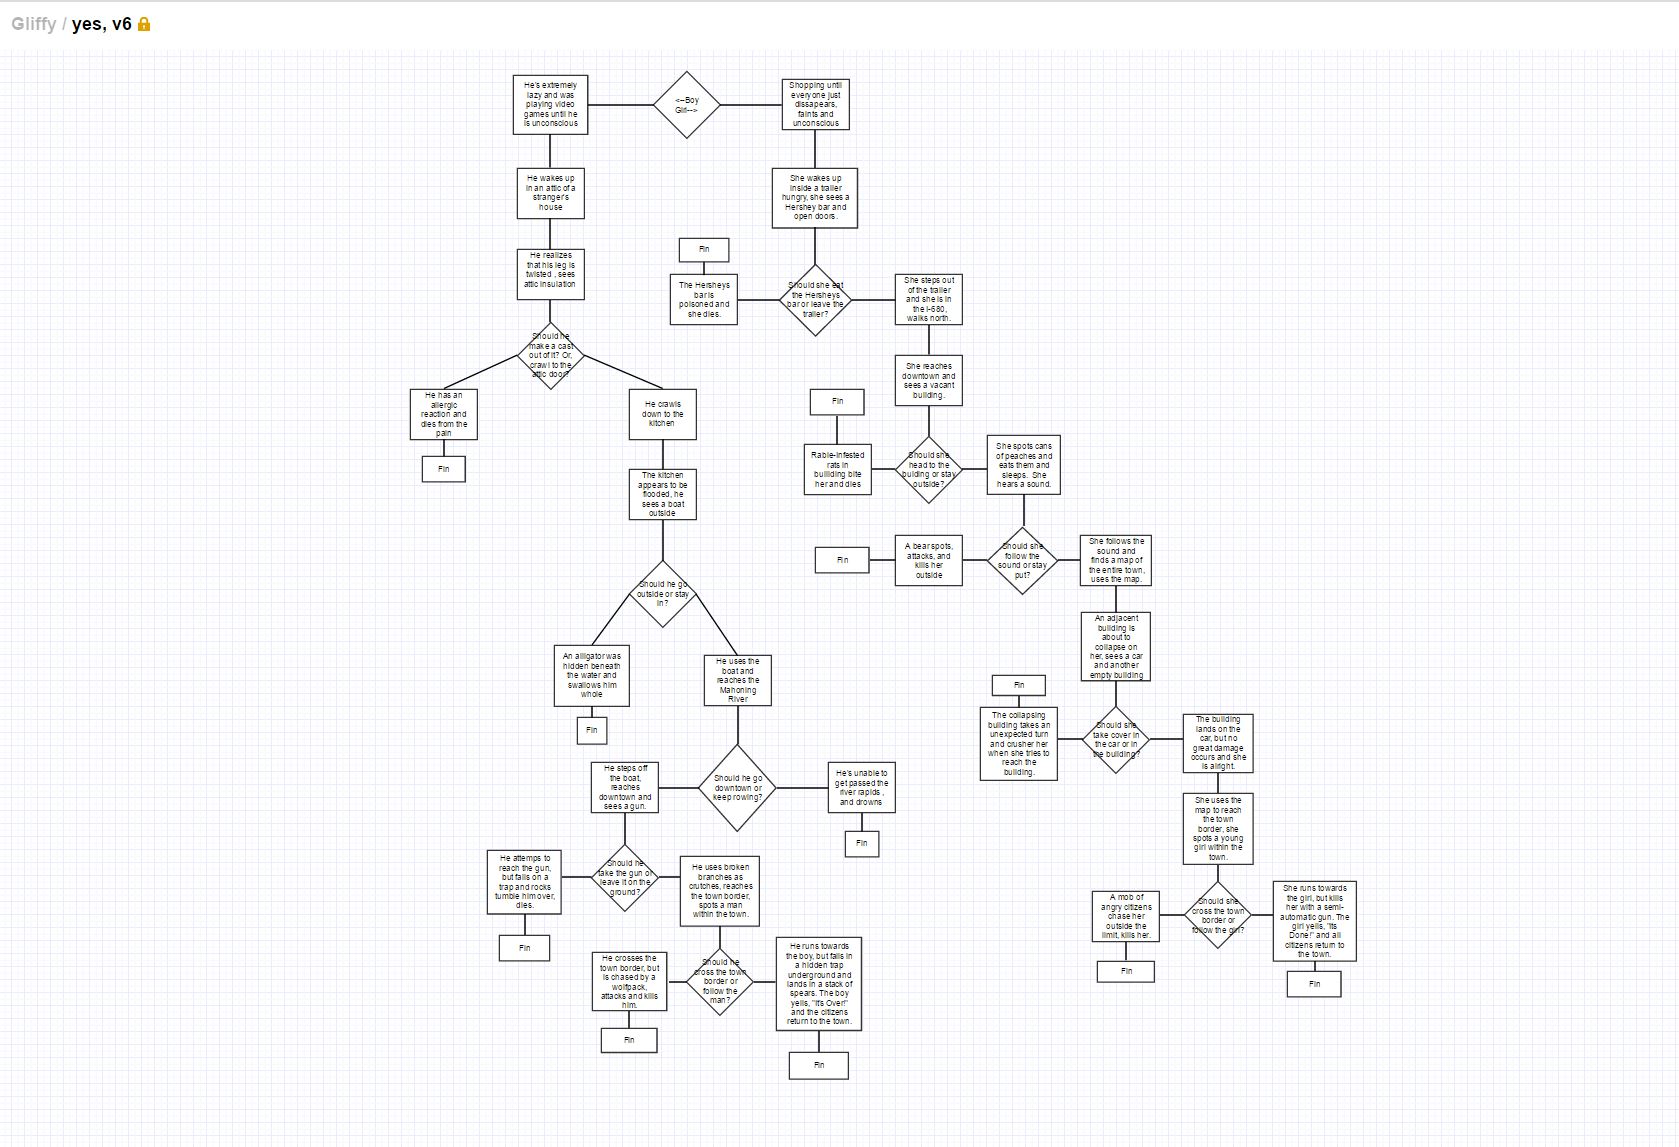 Gliffy / yes, v6
He's extremely
lazy and was
playing video
games until he
is unconscious
<--Boy
Girl-->
Shopping until
everyone just
dissapears,
faints and
unconscious
He wakes up
in an attic of a
stranger's
house
She wakes up
inside a trailer
hungry, she sees a
Hershey bar and
open doors.
He realizes
that his leg is
twisted , sees
attic insulation
Fin
The Hersheys
bar is
poisoned and
she dies.
Should she eat
the Hersheys
bar or leave the
trailer?
She steps out
of the trailer
and she is in
the I-680,
walks north.
Should he
make a cast
out of it? Or,
crawl to the
attic door?
She reaches
downtown and
sees a vacant
building.
He has an
allergic
reaction and
dies from the
pain
Fin
He crawls
down to the
kitchen
Fin
Rabie-infested
rats in
building bite
her and dies
Should she
head to the
bulding or stay
outside?
She spots cans
of peaches and
eats them and
sleeps. She
hears a sound.
The kitchen
appears to be
flooded, he
sees a boat
outside
Fin
A bear spots,
attacks, and
kills her
outside
Should she
follow the
sound or stay
put?
She follows the
sound and
finds a map of
the entire town,
uses the map.
Should he go
outside or stay
in?
An adjacent
building is
about to
collapse on
her, sees a car
and another
empty building
An alligator was
hidden beneath
the water and
swallows him
whole
Fin
He uses the
boat and
reaches the
Mahoning
River
Fin
The collapsing
building takes an
unexpected turn
and crusher her
when she tries to
reach the
building.
Should she
take cover in
the car or in
the building?
The building
lands on the
car, but no
great damage
occurs and she
is alright.
He steps off
the boat,
reaches
downtown and
sees a gun.
Should he go
downtown or
keep rowing?
He's unable to
get passed the
river rapids ,
and drowns
Fin
She uses the
map to reach
the town
border, she
spots a young
girl within the
town.
He attemps to
reach the gun,
but falls on a
trap and rocks
tumble him over,
dies.
Fin
Should he
take the gun or
leave it on the
ground?
He uses broken
branches as
crutches, reaches
the town border,
spots a man
within the town.
A mob of
angry citizens
chase her
outside the
limit, kills her.
Fin
Should she
cross the town
border or
follow the girl?
She runs towards
the girl, but kills
her with a semi-
automatic gun. The
girl yells, "Its
Done!" and all
citizens return to
the town.
Fin
He crosses the
town border, but
is chased by a
wolfpack,
attacks and kills
him.
Fin
Should he
cross the town
border or
follow the
man?
He runs towards
the boy, but falls in
a hidden trap
underground and
lands in a stack of
spears. The boy
yells, "It's Over!"
and the citizens
return to the town.
Fin